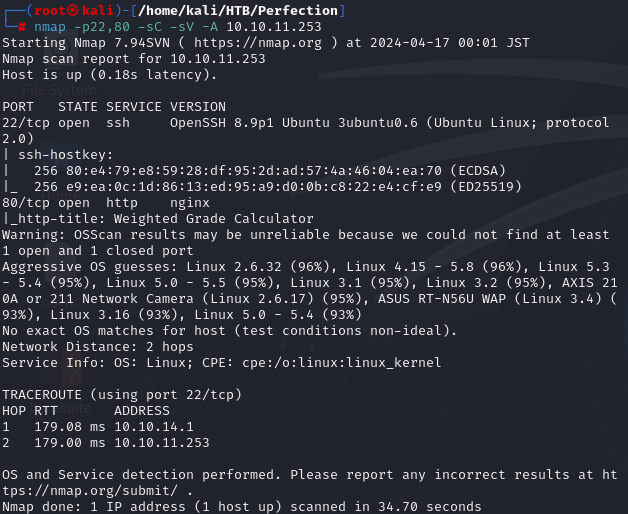 ┌──(root㉿kali)-[/home/kali/HTB/Perfection]
└─# nmap -p22,80 -sC -sV -A 10.10.11.253
Starting Nmap 7.94SVN ( https://nmap.org ) at 2024-04-17 00:01 JST
Nmap scan report for 10.10.11.253
Host is up (0.18s latency).

PORT   STATE SERVICE VERSION
22/tcp open  ssh     OpenSSH 8.9p1 Ubuntu 3ubuntu0.6 (Ubuntu Linux; protocol
2.0)
| ssh-hostkey:
|   256 80:e4:79:e8:59:28:df:95:2d:ad:57:4a:46:04:ea:70 (ECDSA)
|_  256 e9:ea:0c:1d:86:13:ed:95:a9:d0:0b:c8:22:e4:cf:e9 (ED25519)
80/tcp open  http    nginx
|_http-title: Weighted Grade Calculator
Warning: OSScan results may be unreliable because we could not find at least
1 open and 1 closed port
Aggressive OS guesses: Linux 2.6.32 (96%), Linux 4.15 - 5.8 (96%), Linux 5.3
- 5.4 (95%), Linux 5.0 - 5.5 (95%), Linux 3.1 (95%), Linux 3.2 (95%), AXIS 21
0A or 211 Network Camera (Linux 2.6.17) (95%), ASUS RT-N56U WAP (Linux 3.4) (
93%), Linux 3.16 (93%), Linux 5.0 - 5.4 (93%)
No exact OS matches for host (test conditions non-ideal).
Network Distance: 2 hops
Service Info: OS: Linux; CPE: cpe:/o:linux:linux_kernel

TRACEROUTE (using port 22/tcp)
HOP RTT       ADDRESS
1   179.08 ms 10.10.14.1
2   179.00 ms 10.10.11.253

OS and Service detection performed. Please report any incorrect results at ht
tps://nmap.org/submit/ .
Nmap done: 1 IP address (1 host up) scanned in 34.70 seconds
File System